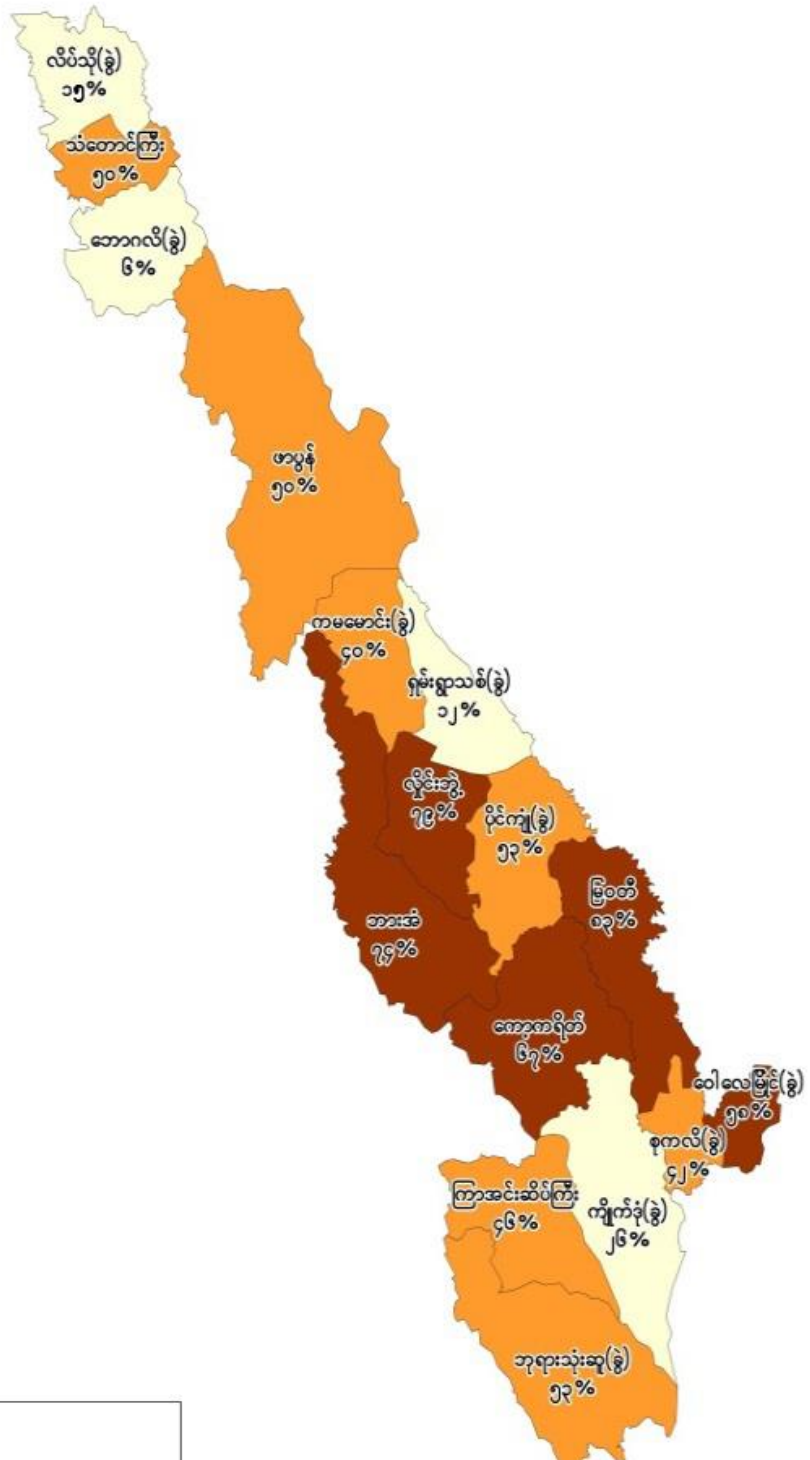 လိပ်သို(ခွဲ)
၁၅%
သံတောင်ကြီး
၅၀%
ဘောဂလိ(ခွဲ)
၆%
ဖာပွန်
၅၀%
ကမမောင်း(ခွဲ)
၄၀%
ရှမ်းရွာသစ်(ခွဲ)
၁၂%
လှိုင်းဘွဲ့
၇၉%
ပိုင်ကျုံ(ခွဲ)
၅၃%
မြဝတီ
၈၃%
ဘားအံ
၇၄%
ကော့ကရိတ်
၆၇%
ဝေါလေမြိုင်(ခွဲ)
၅၈%
စုကလိ(ခွဲ)
၄၂%
ကြာအင်းဆိပ်ကြီး
၄၆%
ကျိုက်ဒုံ(ခွဲ)
၂၆%
ဘုရားသုံးဆူ(ခွဲ)
၅၃%